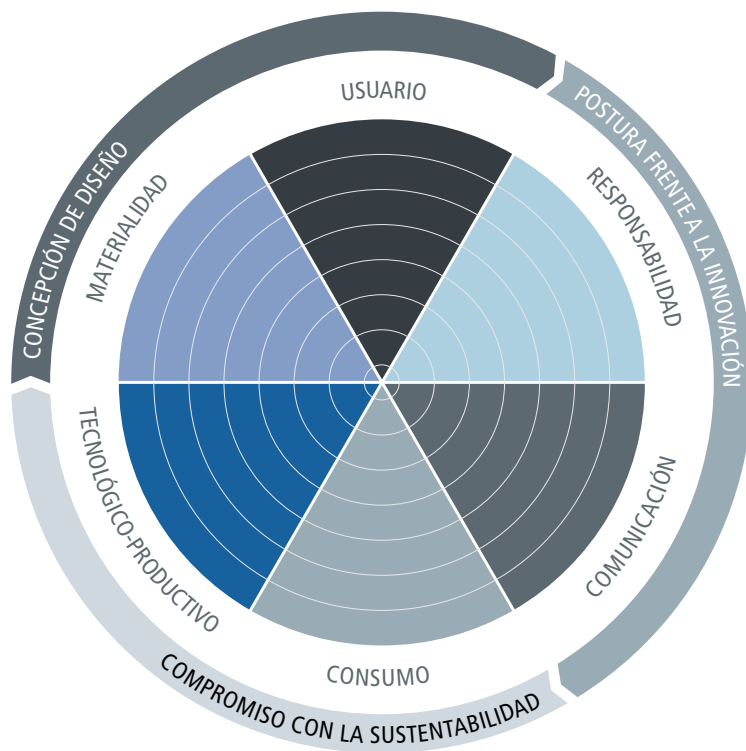 CONCEPCIÓN DE DISEÑO
POSTURA FRENTE A LA INNOVACIÓN
COMPROMISO CON LA SUSTENTABILIDAD
USUARIO
RESPONSABILIDAD
COMUNICACIÓN
CONSUMO
TECNOLÓGICO-PRODUCTIVO
MATERIALIDAD